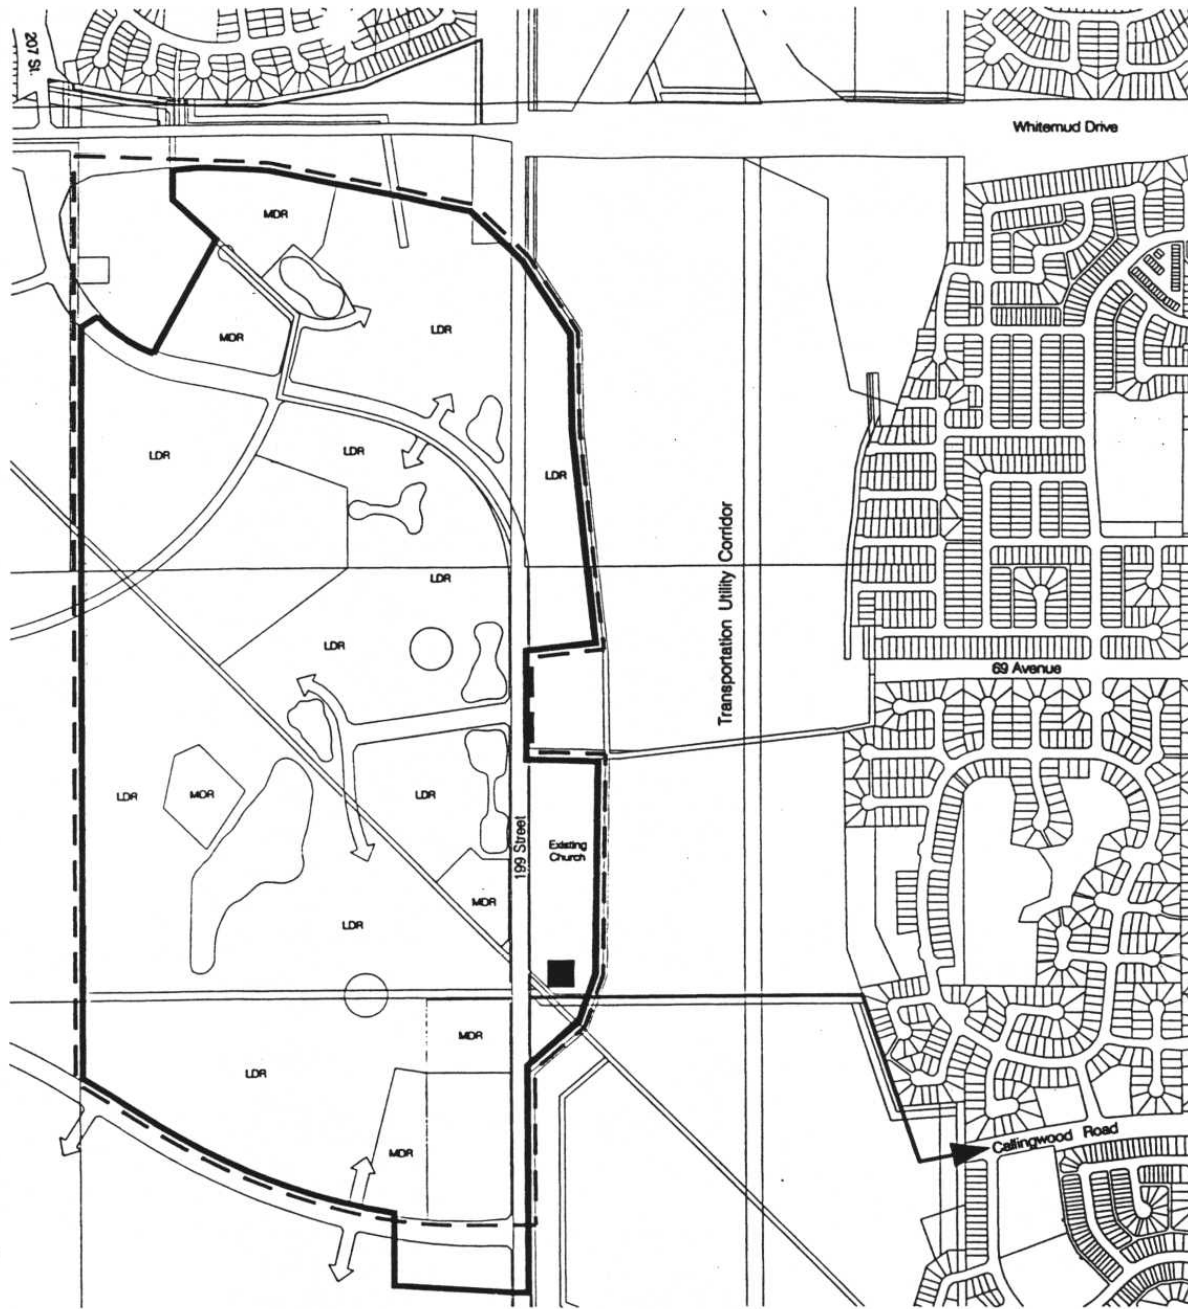 207 St.
Whitemud Drive
MDR
LDR
MDR
LDR
LDR
LDR
LDR
LDR
Transportation Utility Corridor
69 Avenue
LDR
MDR
LDR
199 Street
Existing
Church
MDR
LDR
MDR
LDR
Callingwood Road
MDR